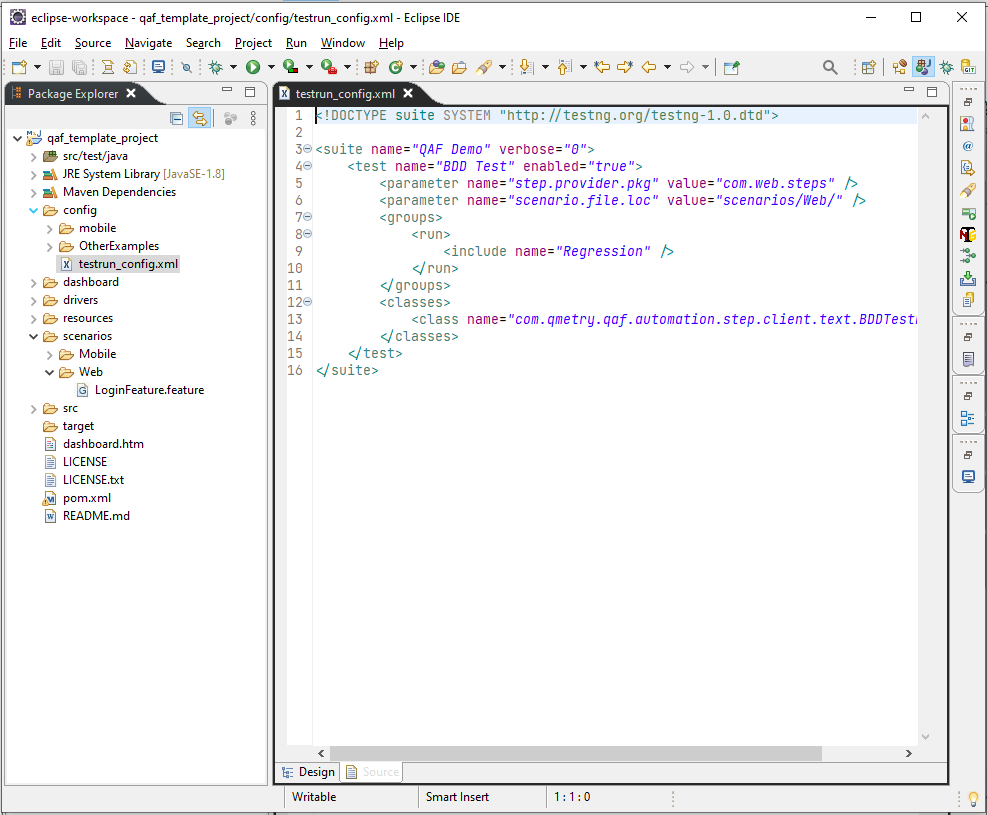 eclipse-workspace - qaf_template_project/config/testrun_config.xml - Eclipse IDE
File Edit Source Navigate Search Project Run Window Help
Package Explorer
qaf_template_project
src/test/java
JRE System Library [JavaSE-1.8]
Maven Dependencies
config
mobile
OtherExamples
testrun_config.xml
dashboard
drivers
resources
scenarios
Mobile
Web
LoginFeature.feature
src
target
dashboard.htm
LICENSE
LICENSE.txt
pom.xml
README.md
testrun_config.xml
1 <!DOCTYPE suite SYSTEM "http://testng.org/testng-1.0.dtd">
2
3 <suite name="QAF Demo" verbose="0">
4 <test name="BDD Test" enabled="true">
5 <parameter name="step.provider.pkg" value="com.web.steps" />
6 <parameter name="scenario.file.loc" value="scenarios/Web/" />
7 <groups>
8 <run>
9 <include name="Regression" />
10 </run>
11 </groups>
12 <classes>
13 <class name="com.qmetry.qaf.automation.step.client.text.BDDTest
14 </classes>
15 </test>
16 </suite>
Design Source
Writable Smart Insert 1 : 1 : 0